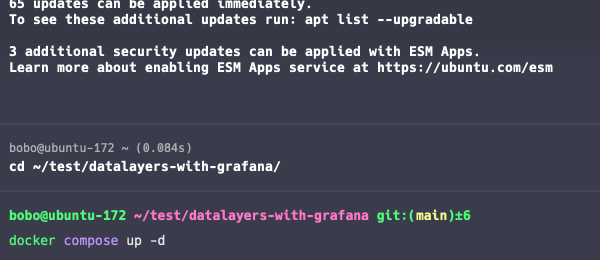 65 updates can be applied immediately.
To see these additional updates run: apt list --upgradable
3 additional security updates can be applied with ESM Apps.
Learn more about enabling ESM Apps service at https://ubuntu.com/esm
bobo@ubuntu-172 ~ (0.084s)
cd ~/test/datalayers-with-grafana/
bobo@ubuntu-172 ~/test/datalayers-with-grafana git:(main)±6
docker compose up -d